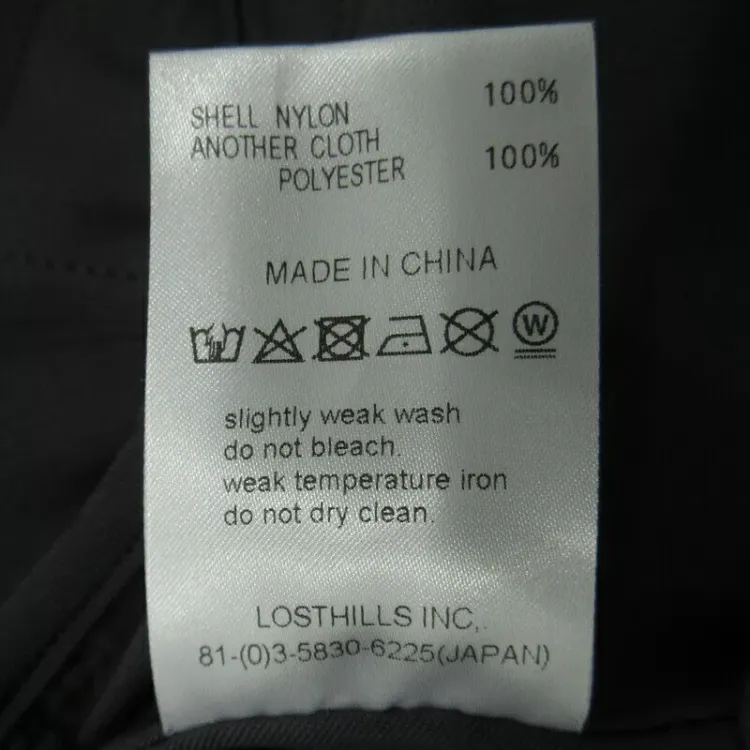 SHELL NYLON 100%
ANOTHER CLOTH
POLYESTER 100%
MADE IN CHINA
W
slightly weak wash
do not bleach.
weak temperature iron
do not dry clean.
LOSTHILLS INC,.
81-(0)3-5830-6225(JAPAN)